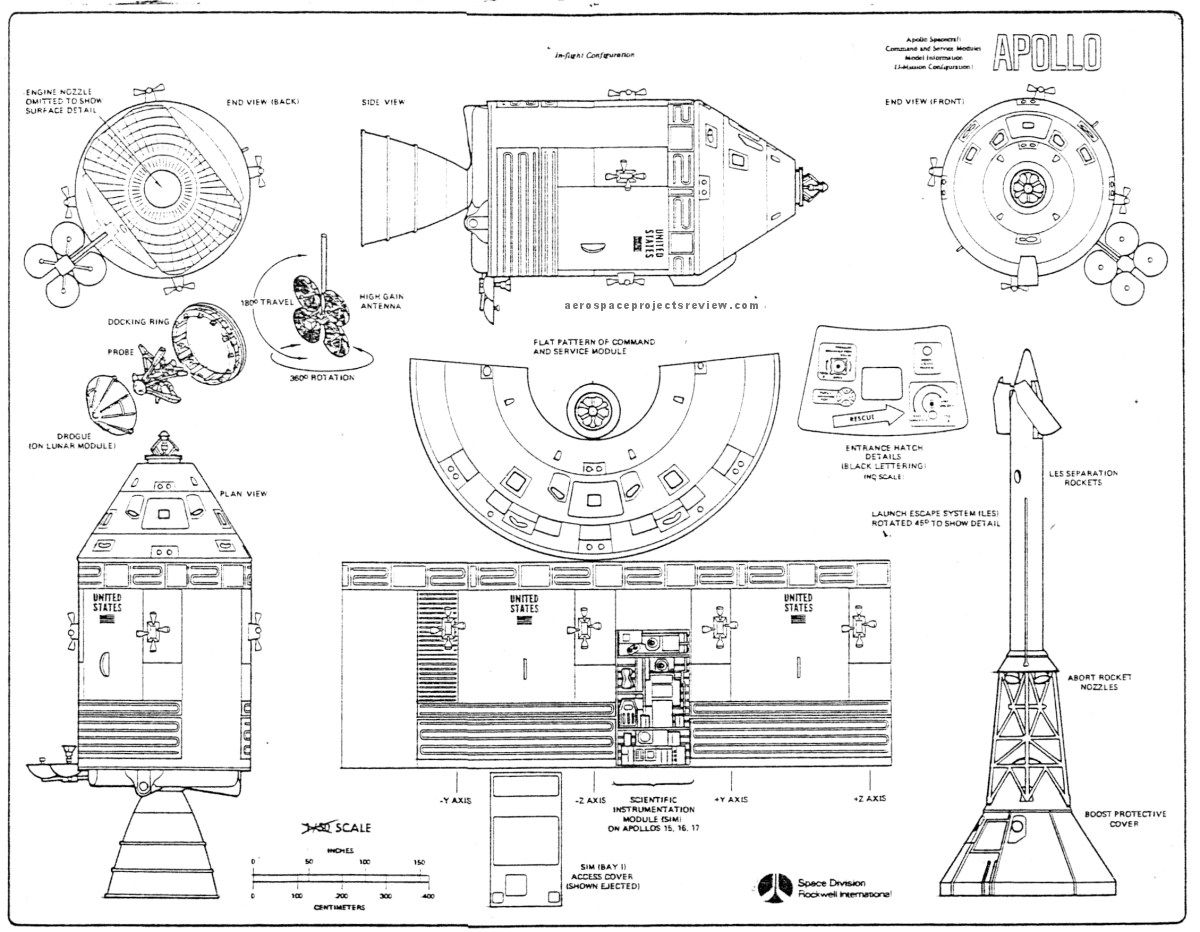 In-flight Configuration
Apollo Spacecraft
Command and Service Modules
Model Information
(J-Mission Configuration)
APOLLO
ENGINE NOZZLE
OMITTED TO SHOW
SURFACE DETAIL
END VIEW (BACK)
SIDE VIEW
END VIEW (FRONT)
UNITED
STATES
aerospaceprojectsreview.com
180° TRAVEL
HIGH GAIN
ANTENNA
360° ROTATION
DOCKING RING
PROBE
DROGUE
(ON LUNAR MODULE)
FLAT PATTERN OF COMMAND
AND SERVICE MODULE
RESCUE
ENTRANCE HATCH
DETAILS
(BLACK LETTERING)
(NO SCALE)
LES SEPARATION
ROCKETS
LAUNCH ESCAPE SYSTEM (LES)
ROTATED 45° TO SHOW DETAIL
PLAN VIEW
UNITED
STATES
UNITED
STATES
UNITED
STATES
ABORT ROCKET
NOZZLES
BOOST PROTECTIVE
COVER
-Y AXIS
-Z AXIS
SCIENTIFIC
INSTRUMENTATION
MODULE (SIM)
ON APOLLOS 15, 16, 17
+Y AXIS
+Z AXIS
SIM (BAY I)
ACCESS COVER
(SHOWN EJECTED)
SCALE
INCHES
0 50 100 150
0 100 200 300 400
CENTIMETERS
Space Division
Rockwell International